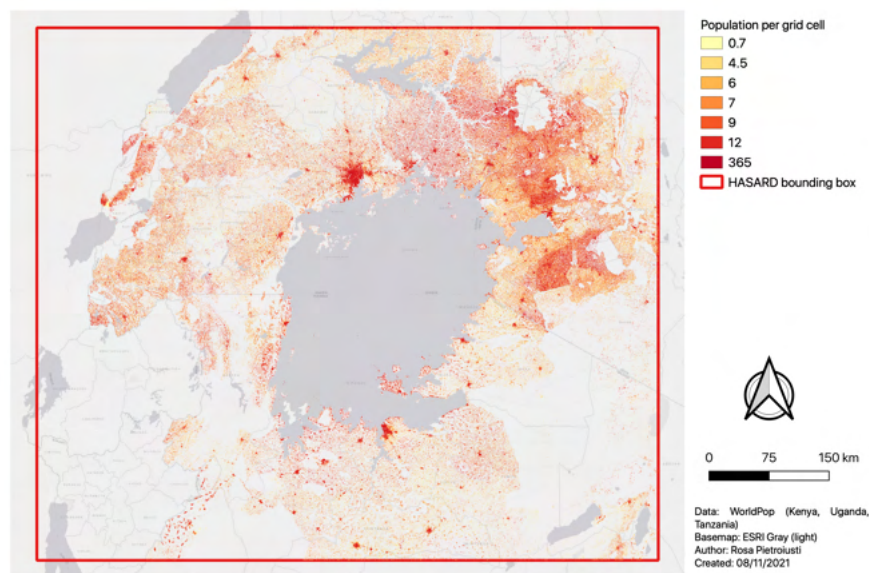 Population per grid cell
0.7
4.5
6
7
9
12
365
HASARD bounding box
0 75 150 km
Data: WorldPop (Kenya, Uganda,
Tanzania)
Basemap: ESRI Gray (light)
Author: Rosa Pietroiusti
Created: 08/11/2021